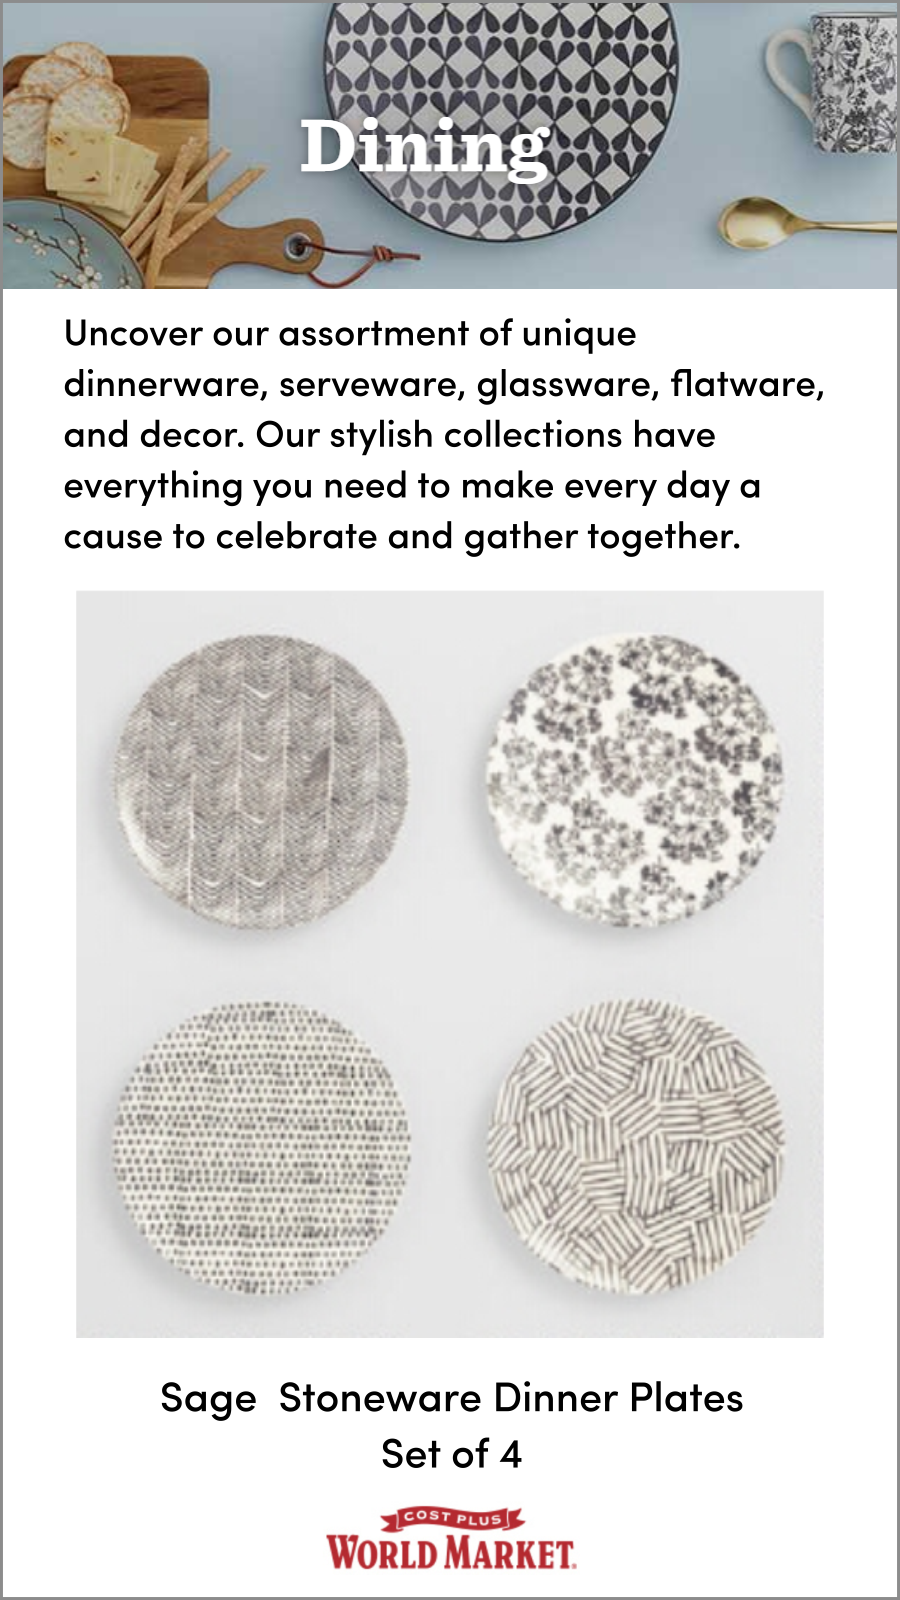 Dining
Uncover our assortment of unique
dinnerware, serveware, glassware, flatware,
and decor. Our stylish collections have
everything you need to make every day a
cause to celebrate and gather together.
Sage Stoneware Dinner Plates
Set of 4
COST PLUS
WORLD MARKET.